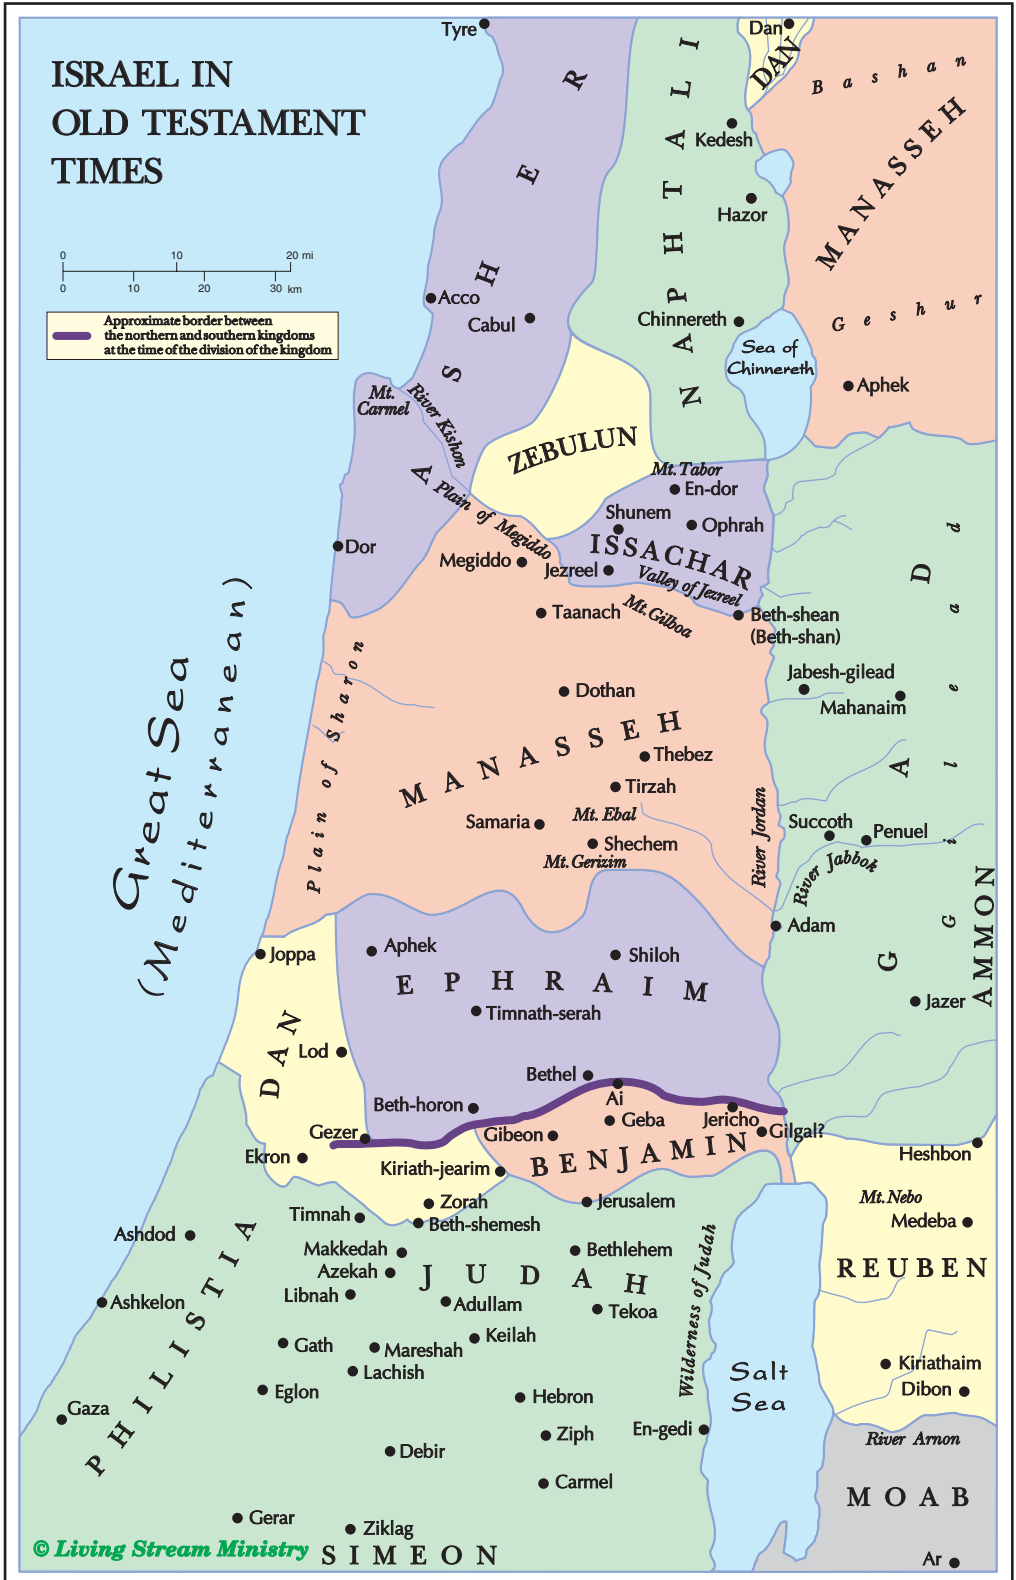 ISRAEL IN
OLD TESTAMENT
TIMES
0 10 20 mi
0 10 20 30 km
Approximate border between
the northern and southern kingdoms
at the time of the division of the kingdom
Tyre
Dan
DAN
Bashan
MANASSEH
Kedesh
Hazor
NAPHTALI
ASHER
Acco
Cabul
Chinnereth
Geshur
Sea of
Chinnereth
Aphek
Mt.
Carmel
River Kishon
ZEBULUN
Mt. Tabor
En-dor
Plain of Megiddo
Shunem
Ophrah
ISSACHAR
Dor
Megiddo
Jezreel
Valley of Jezreel
Taanach
Mt. Gilboa
Beth-shean
(Beth-shan)
Great Sea
(Mediterranean)
Plain of Sharon
Jabesh-gilead
Mahanaim
Dothan
MANASSEH
Thebez
Tirzah
Samaria
Mt. Ebal
Shechem
Mt. Gerizim
River Jordan
Succoth
Penuel
River Jabbok
Adam
GAD
Gilead
AMMON
Jazer
Joppa
Aphek
Shiloh
EPHRAIM
Timnath-serah
DAN
Lod
Bethel
Ai
Beth-horon
Geba
Jericho
Gilgal?
Gezer
Gibeon
BENJAMIN
Ekron
Kiriath-jearim
Heshbon
Zorah
Jerusalem
Mt. Nebo
Medeba
Timnah
Beth-shemesh
Ashdod
Makkedah
Bethlehem
Azekah
JUDAH
REUBEN
Libnah
Adullam
Tekoa
Ashkelon
Wilderness of Judah
PHILISTIA
Gath
Mareshah
Keilah
Lachish
Kiriathaim
Dibon
Salt
Sea
Eglon
Hebron
Gaza
Ziph
En-gedi
River Arnon
Debir
Carmel
MOAB
Gerar
Ziklag
© Living Stream Ministry
SIMEON
Ar